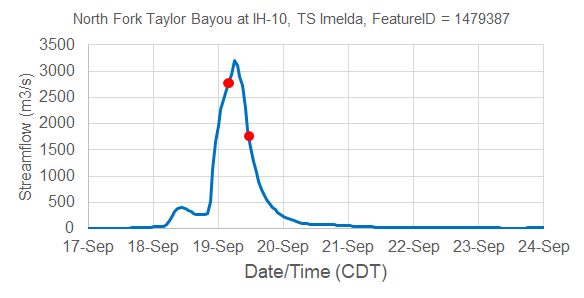 North Fork Taylor Bayou at IH-10, TS Imelda, FeatureID = 1479387
3500
3000
2500
2000
1500
1000
500
0
Streamflow (m3/s)
17-Sep 18-Sep 19-Sep 20-Sep 21-Sep 22-Sep 23-Sep 24-Sep
Date/Time (CDT)